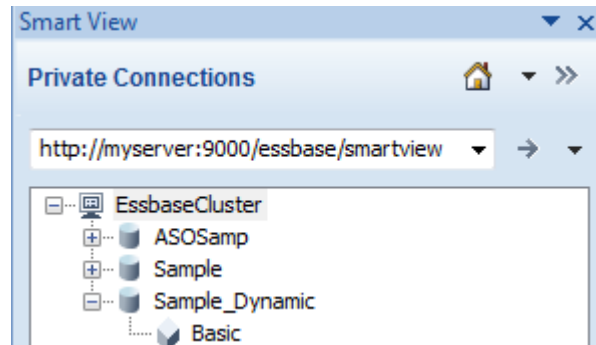 Smart View
Private Connections
http://myserver:9000/essbase/smartview
EssbaseCluster
ASOSamp
Sample
Sample_Dynamic
Basic